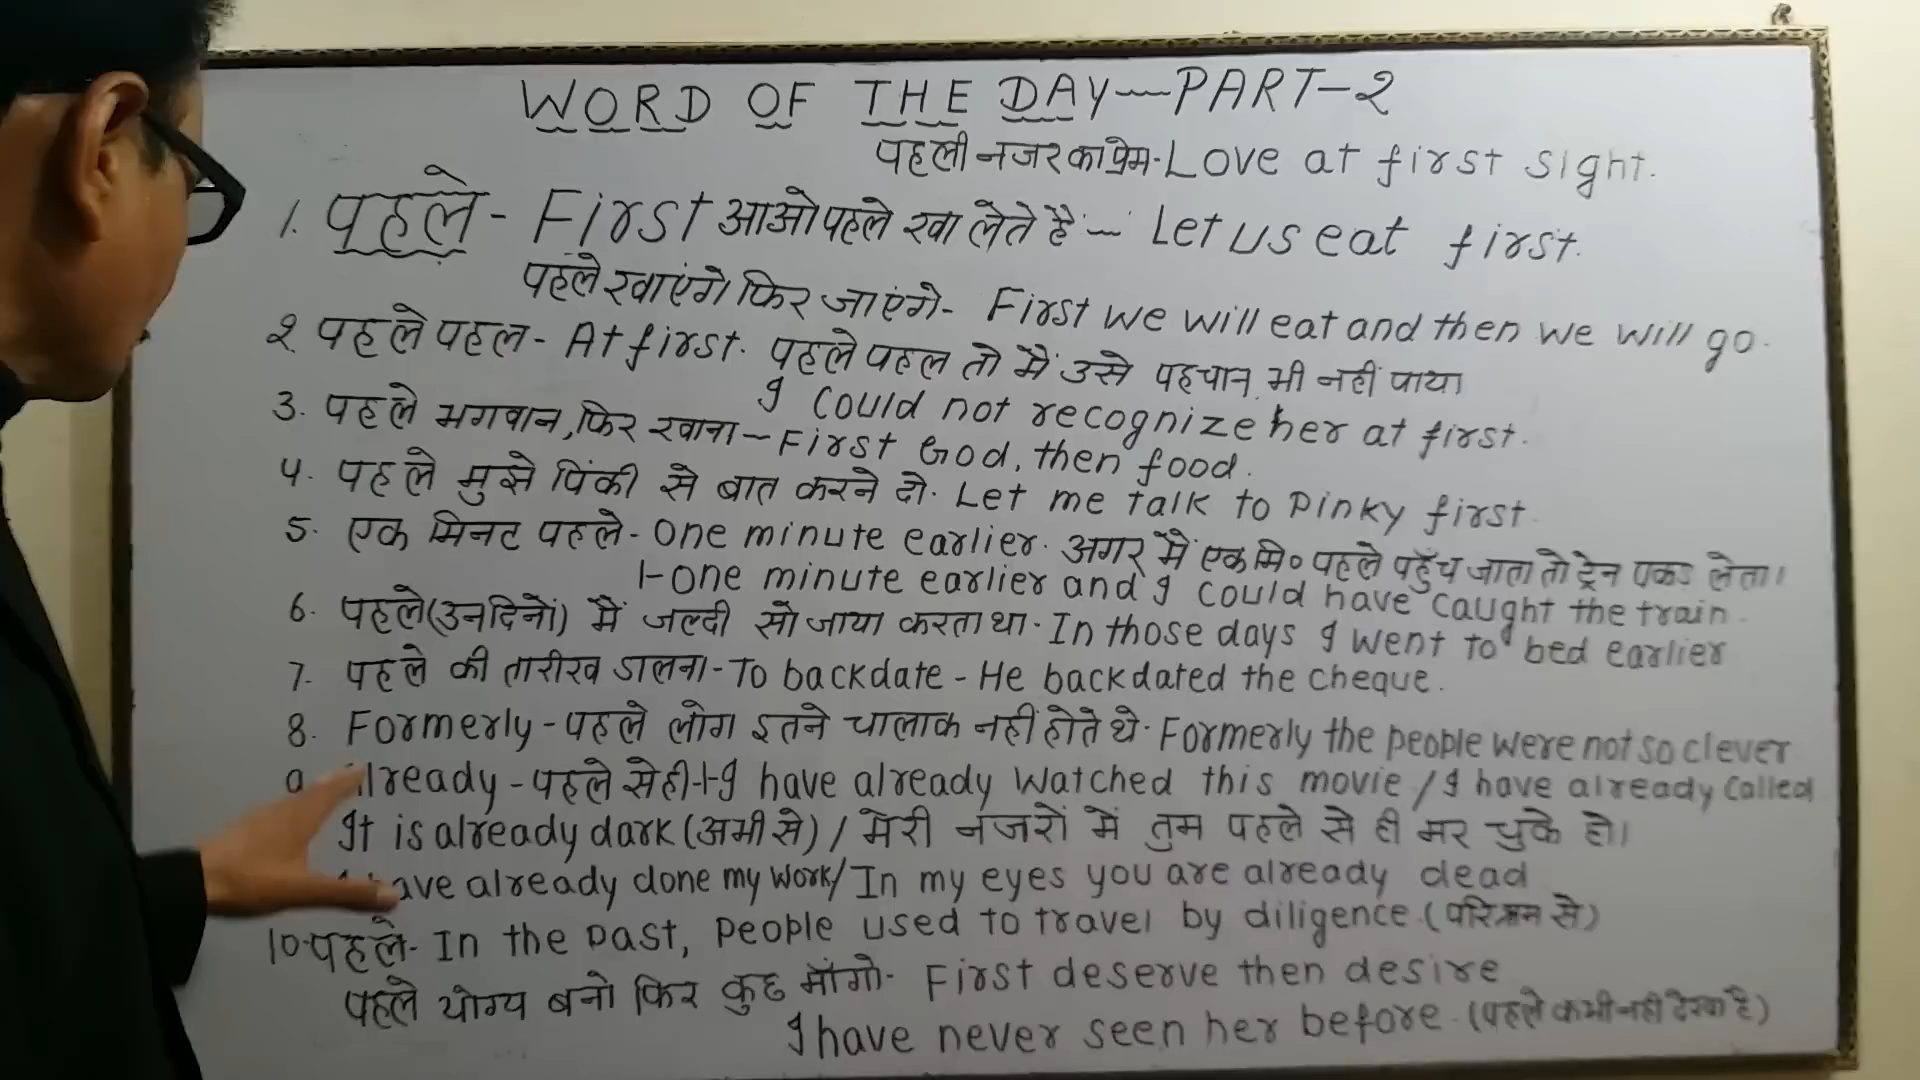 WORD OF THE DAY—PART-2
पहली नजर का प्रेम-Love at first sight.
1. पहले - First आओ पहले खा लेते हैं — Let us eat first.
पहले खाएंगे फिर जाएंगे- First we will eat and then we will go.
2. पहले पहल - At first. पहले पहल तो मैं उसे पहचान भी नहीं पाया
I could not recognize her at first.
3. पहले भगवान, फिर खाना — First God, then food.
4. पहले मुझे पिंकी से बात करने दो. Let me talk to Pinky first.
5. एक मिनट पहले - One minute earlier. अगर मैं एक मि० पहले पहुँच जाता तो ट्रेन पकड़ लेता।
1-One minute earlier and I could have caught the train.
6. पहले(उन दिनों) मैं जल्दी सो जाया करता था. In those days I went to bed earlier
7. पहले की तारीख डालना - To backdate - He backdated the cheque.
8. Formerly - पहले लोग इतने चालाक नहीं होते थे. Formerly the people were not so clever
9 already - पहले से ही-1-I have already watched this movie / I have already called
It is already dark (अभी से) / मेरी नजरों में तुम पहले से ही मर चुके हो।
have already done my work/ In my eyes you are already dead
10. पहले- In the past, people used to travel by diligence (परिश्रम से)
पहले योग्य बनो फिर कुछ माँगो- First deserve then desire
I have never seen her before. (पहले कभी नही देखा है)